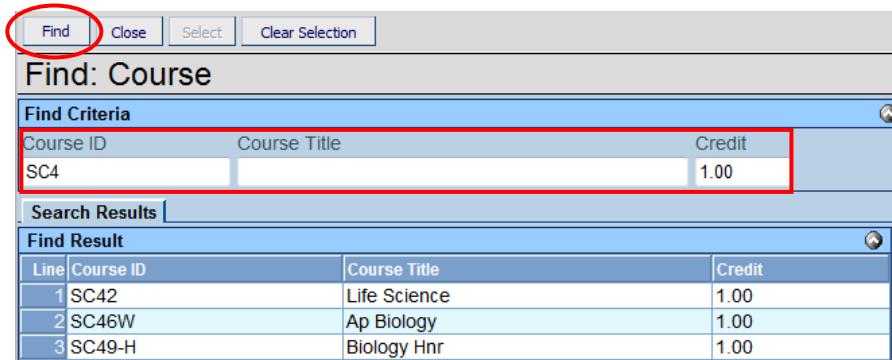 Find Close Select Clear Selection
Find: Course
Find Criteria
Course ID Course Title Credit
SC4 1.00
Search Results
Find Result
Line Course ID Course Title Credit
1 SC42 Life Science 1.00
2 SC46W Ap Biology 1.00
3 SC49-H Biology Hnr 1.00